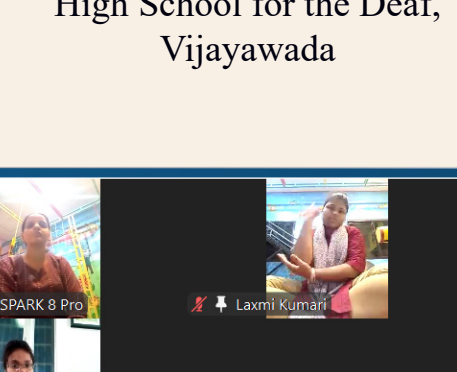 High School for the Deaf,
Vijayawada
SPARK 8 Pro
Laxmi Kumari